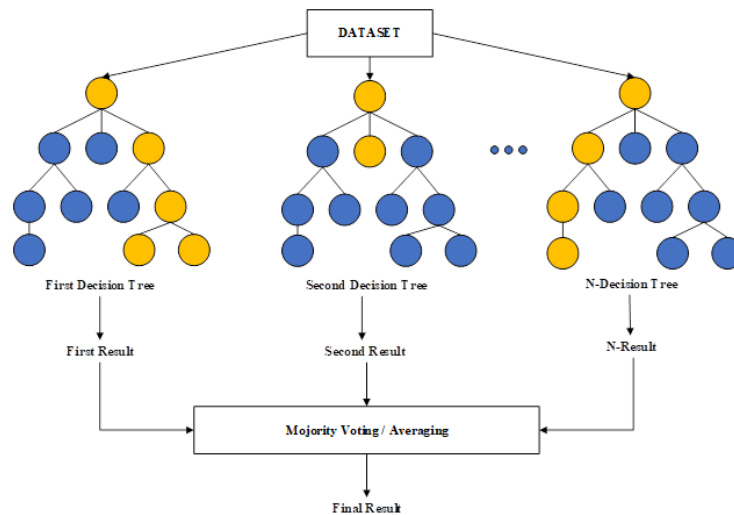 DATASET
First Decision Tree
Second Decision Tree
N-Decision Tree
First Result
Second Result
N-Result
Mojority Voting / Averaging
Final Result